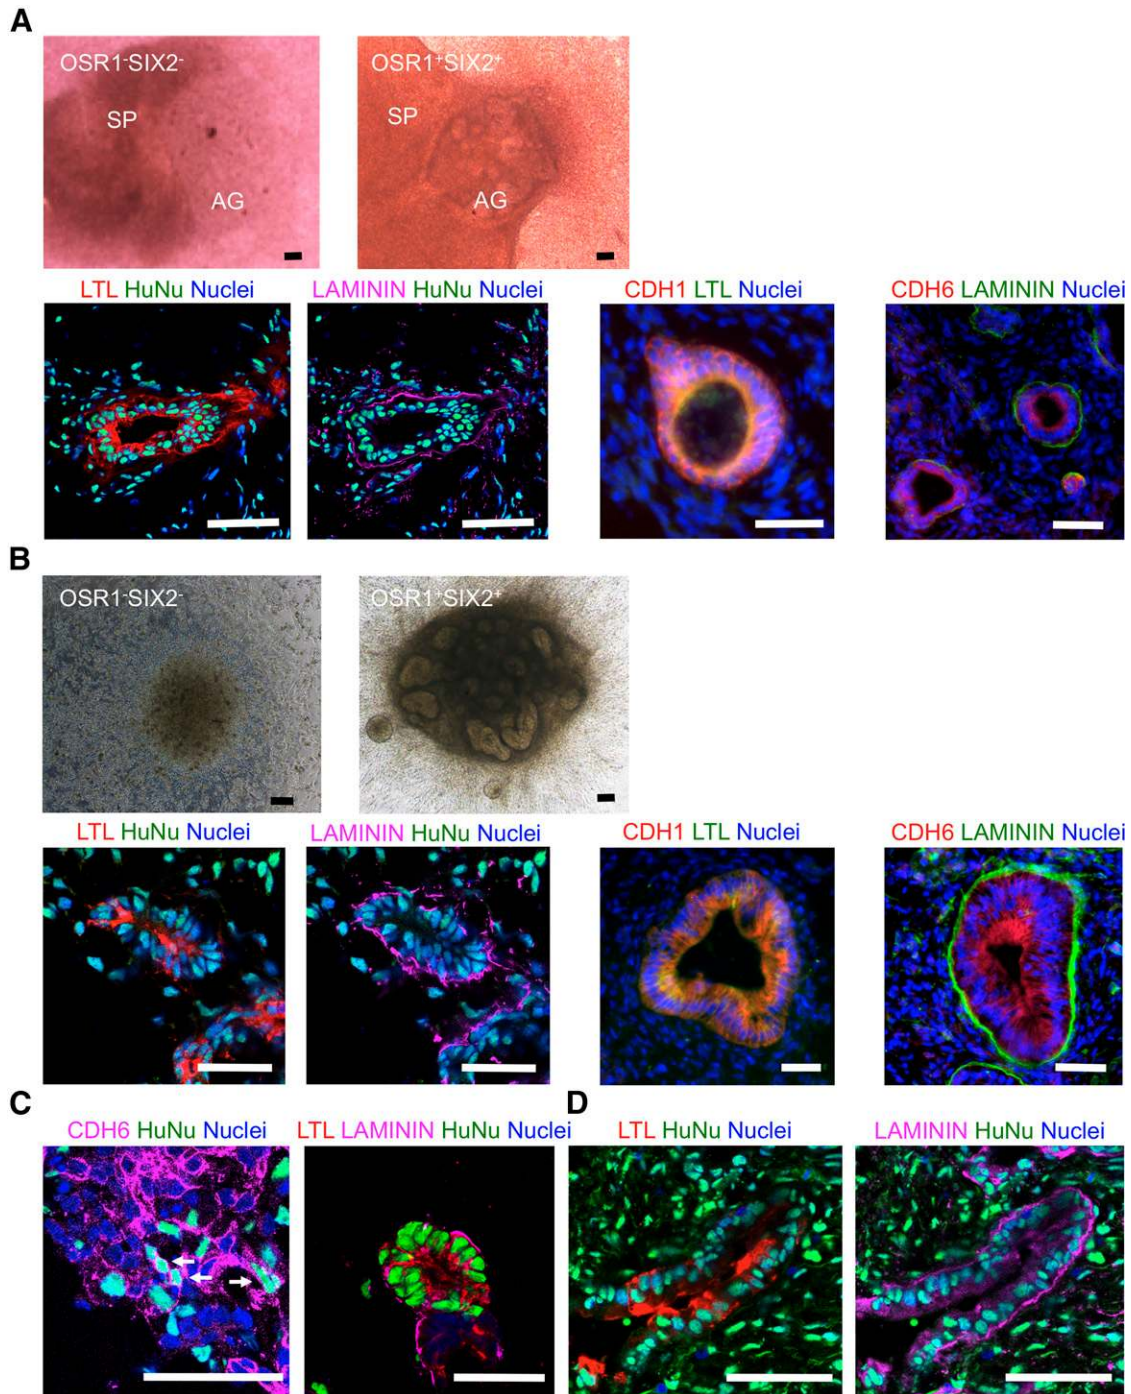 A
OSR1⁻SIX2⁻
OSR1⁺SIX2⁺
SP
SP
AG
AG
LTL HuNu Nuclei
LAMININ HuNu Nuclei
CDH1 LTL Nuclei
CDH6 LAMININ Nuclei
B
OSR1⁻SIX2⁻
OSR1⁺SIX2⁺
LTL HuNu Nuclei
LAMININ HuNu Nuclei
CDH1 LTL Nuclei
CDH6 LAMININ Nuclei
C
D
CDH6 HuNu Nuclei
LTL LAMININ HuNu Nuclei
LTL HuNu Nuclei
LAMININ HuNu Nuclei